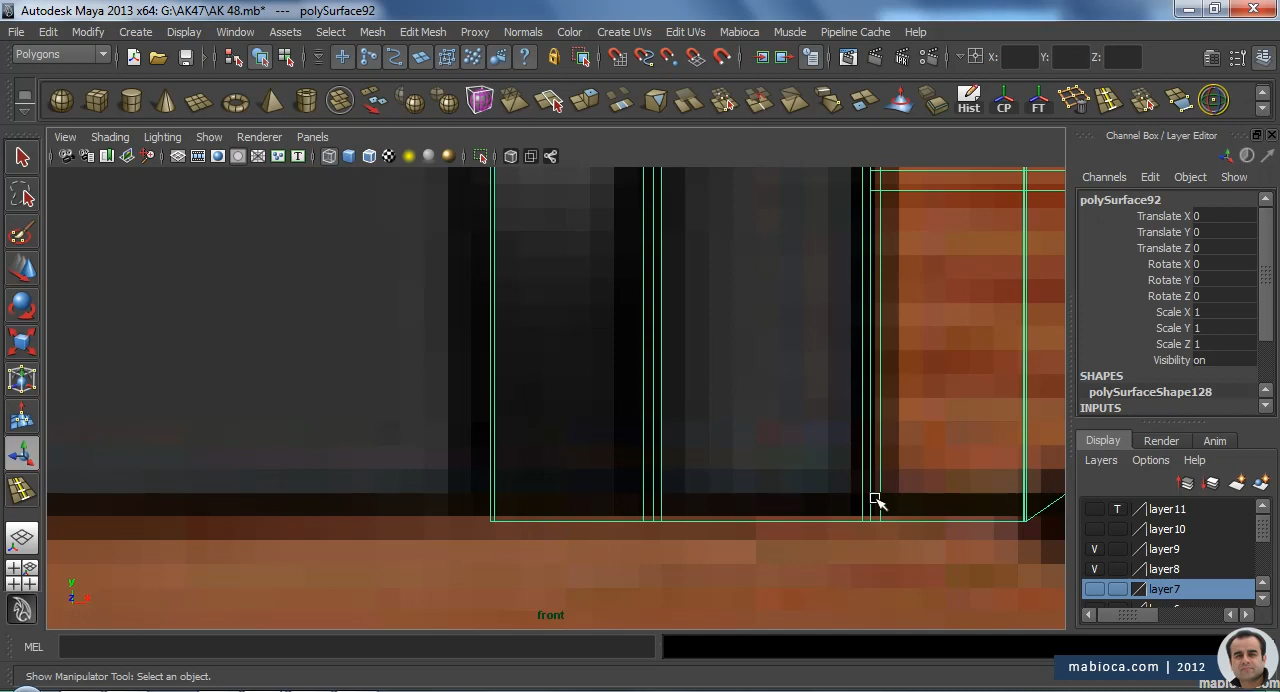 Autodesk Maya 2013 x64: G:\AK47\AK 48.mb* --- polySurface92
File Edit Modify Create Display Window Assets Select Mesh Edit Mesh Proxy Normals Color Create UVs Edit UVs Mabioca Muscle Pipeline Cache Help
Polygons
X: Y: Z:
Hist CP FT
View Shading Lighting Show Renderer Panels
Channel Box / Layer Editor
Channels Edit Object Show
polySurface92
Translate X 0
Translate Y 0
Translate Z 0
Rotate X 0
Rotate Y 0
Rotate Z 0
Scale X 1
Scale Y 1
Scale Z 1
Visibility on
SHAPES
polySurfaceShape128
INPUTS
Display Render Anim
Layers Options Help
T layer11
layer10
V layer9
V layer8
layer7
y
z x
front
MEL
mabioca.com | 2012
Show Manipulator Tool: Select an object.